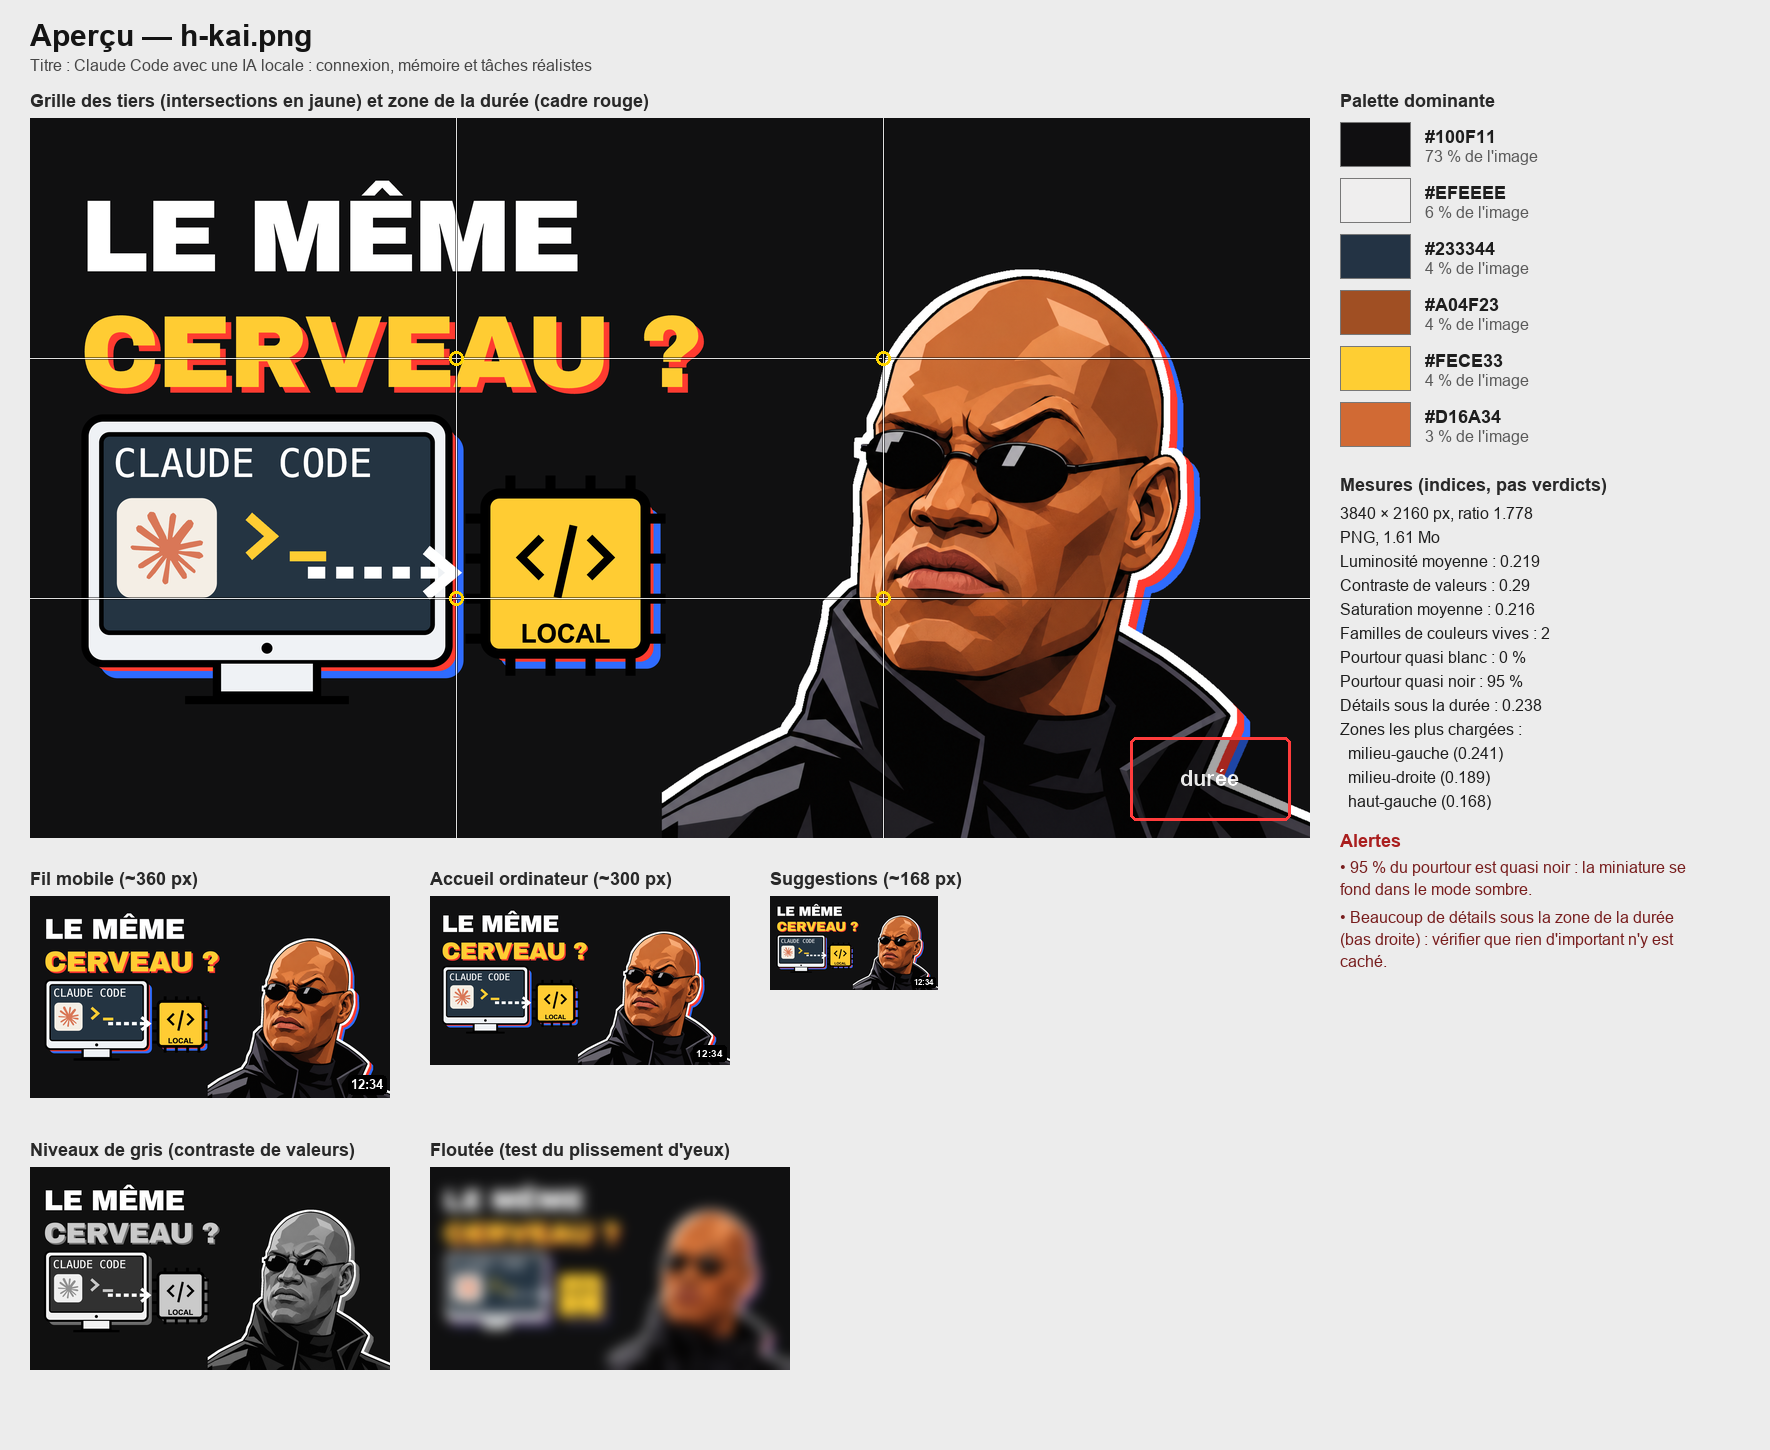 Aperçu — h-kai.png
Titre : Claude Code avec une IA locale : connexion, mémoire et tâches réalistes
Grille des tiers (intersections en jaune) et zone de la durée (cadre rouge)
LE MÊME
CERVEAU ?
CLAUDE CODE
>_
</>
LOCAL
durée
Palette dominante
#100F11
73 % de l'image
#EFEEEE
6 % de l'image
#233344
4 % de l'image
#A04F23
4 % de l'image
#FECE33
4 % de l'image
#D16A34
3 % de l'image
Mesures (indices, pas verdicts)
3840 × 2160 px, ratio 1.778
PNG, 1.61 Mo
Luminosité moyenne : 0.219
Contraste de valeurs : 0.29
Saturation moyenne : 0.216
Familles de couleurs vives : 2
Pourtour quasi blanc : 0 %
Pourtour quasi noir : 95 %
Détails sous la durée : 0.238
Zones les plus chargées :
milieu-gauche (0.241)
milieu-droite (0.189)
haut-gauche (0.168)
Alertes
• 95 % du pourtour est quasi noir : la miniature se
fond dans le mode sombre.
• Beaucoup de détails sous la zone de la durée
(bas droite) : vérifier que rien d'important n'y est
caché.
Fil mobile (~360 px)
LE MÊME
CERVEAU ?
CLAUDE CODE
>_
</>
LOCAL
12:34
Accueil ordinateur (~300 px)
LE MÊME
CERVEAU ?
CLAUDE CODE
>_
</>
LOCAL
12:34
Suggestions (~168 px)
LE MÊME
CERVEAU ?
CLAUDE CODE
>_
</>
LOCAL
12:34
Niveaux de gris (contraste de valeurs)
LE MÊME
CERVEAU ?
CLAUDE CODE
>_
</>
LOCAL
Floutée (test du plissement d'yeux)
LE MÊME
CERVEAU ?